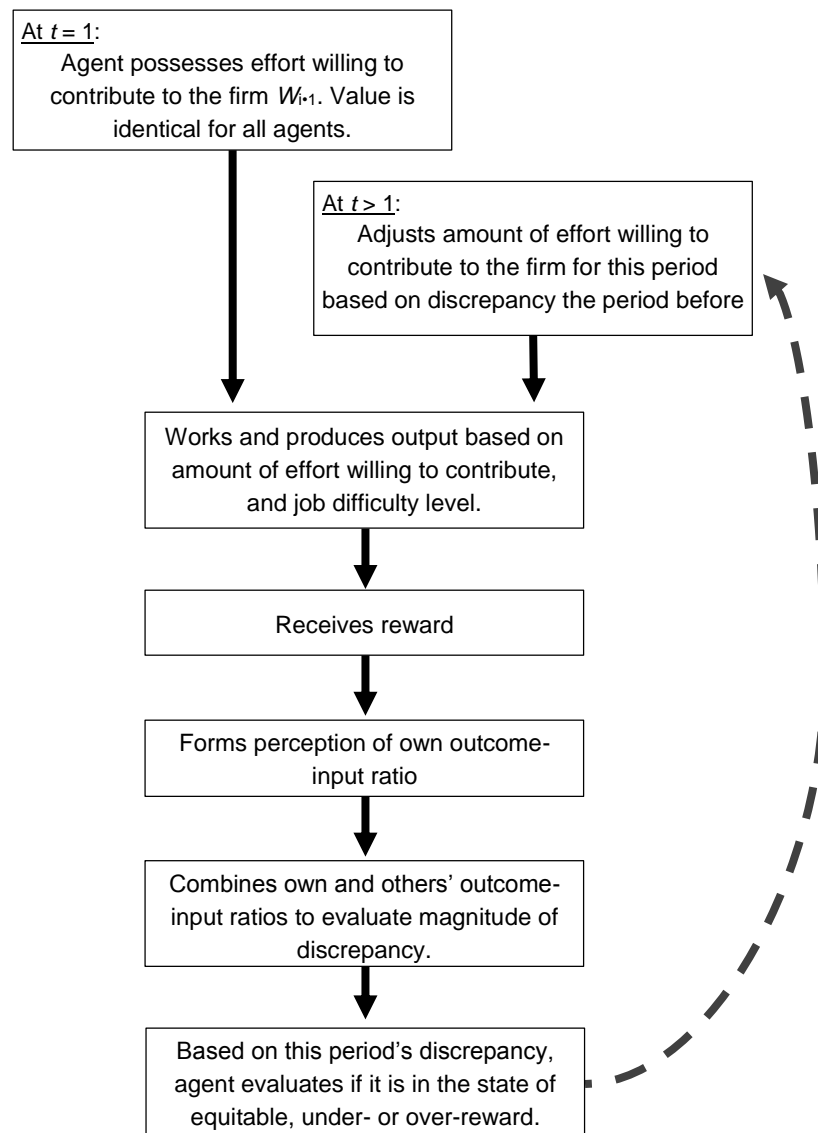 At t = 1:
Agent possesses effort willing to
contribute to the firm Wi•1. Value is
identical for all agents.
At t > 1:
Adjusts amount of effort willing to
contribute to the firm for this period
based on discrepancy the period before
Works and produces output based on
amount of effort willing to contribute,
and job difficulty level.
Receives reward
Forms perception of own outcome-
input ratio
Combines own and others’ outcome-
input ratios to evaluate magnitude of
discrepancy.
Based on this period’s discrepancy,
agent evaluates if it is in the state of
equitable, under- or over-reward.